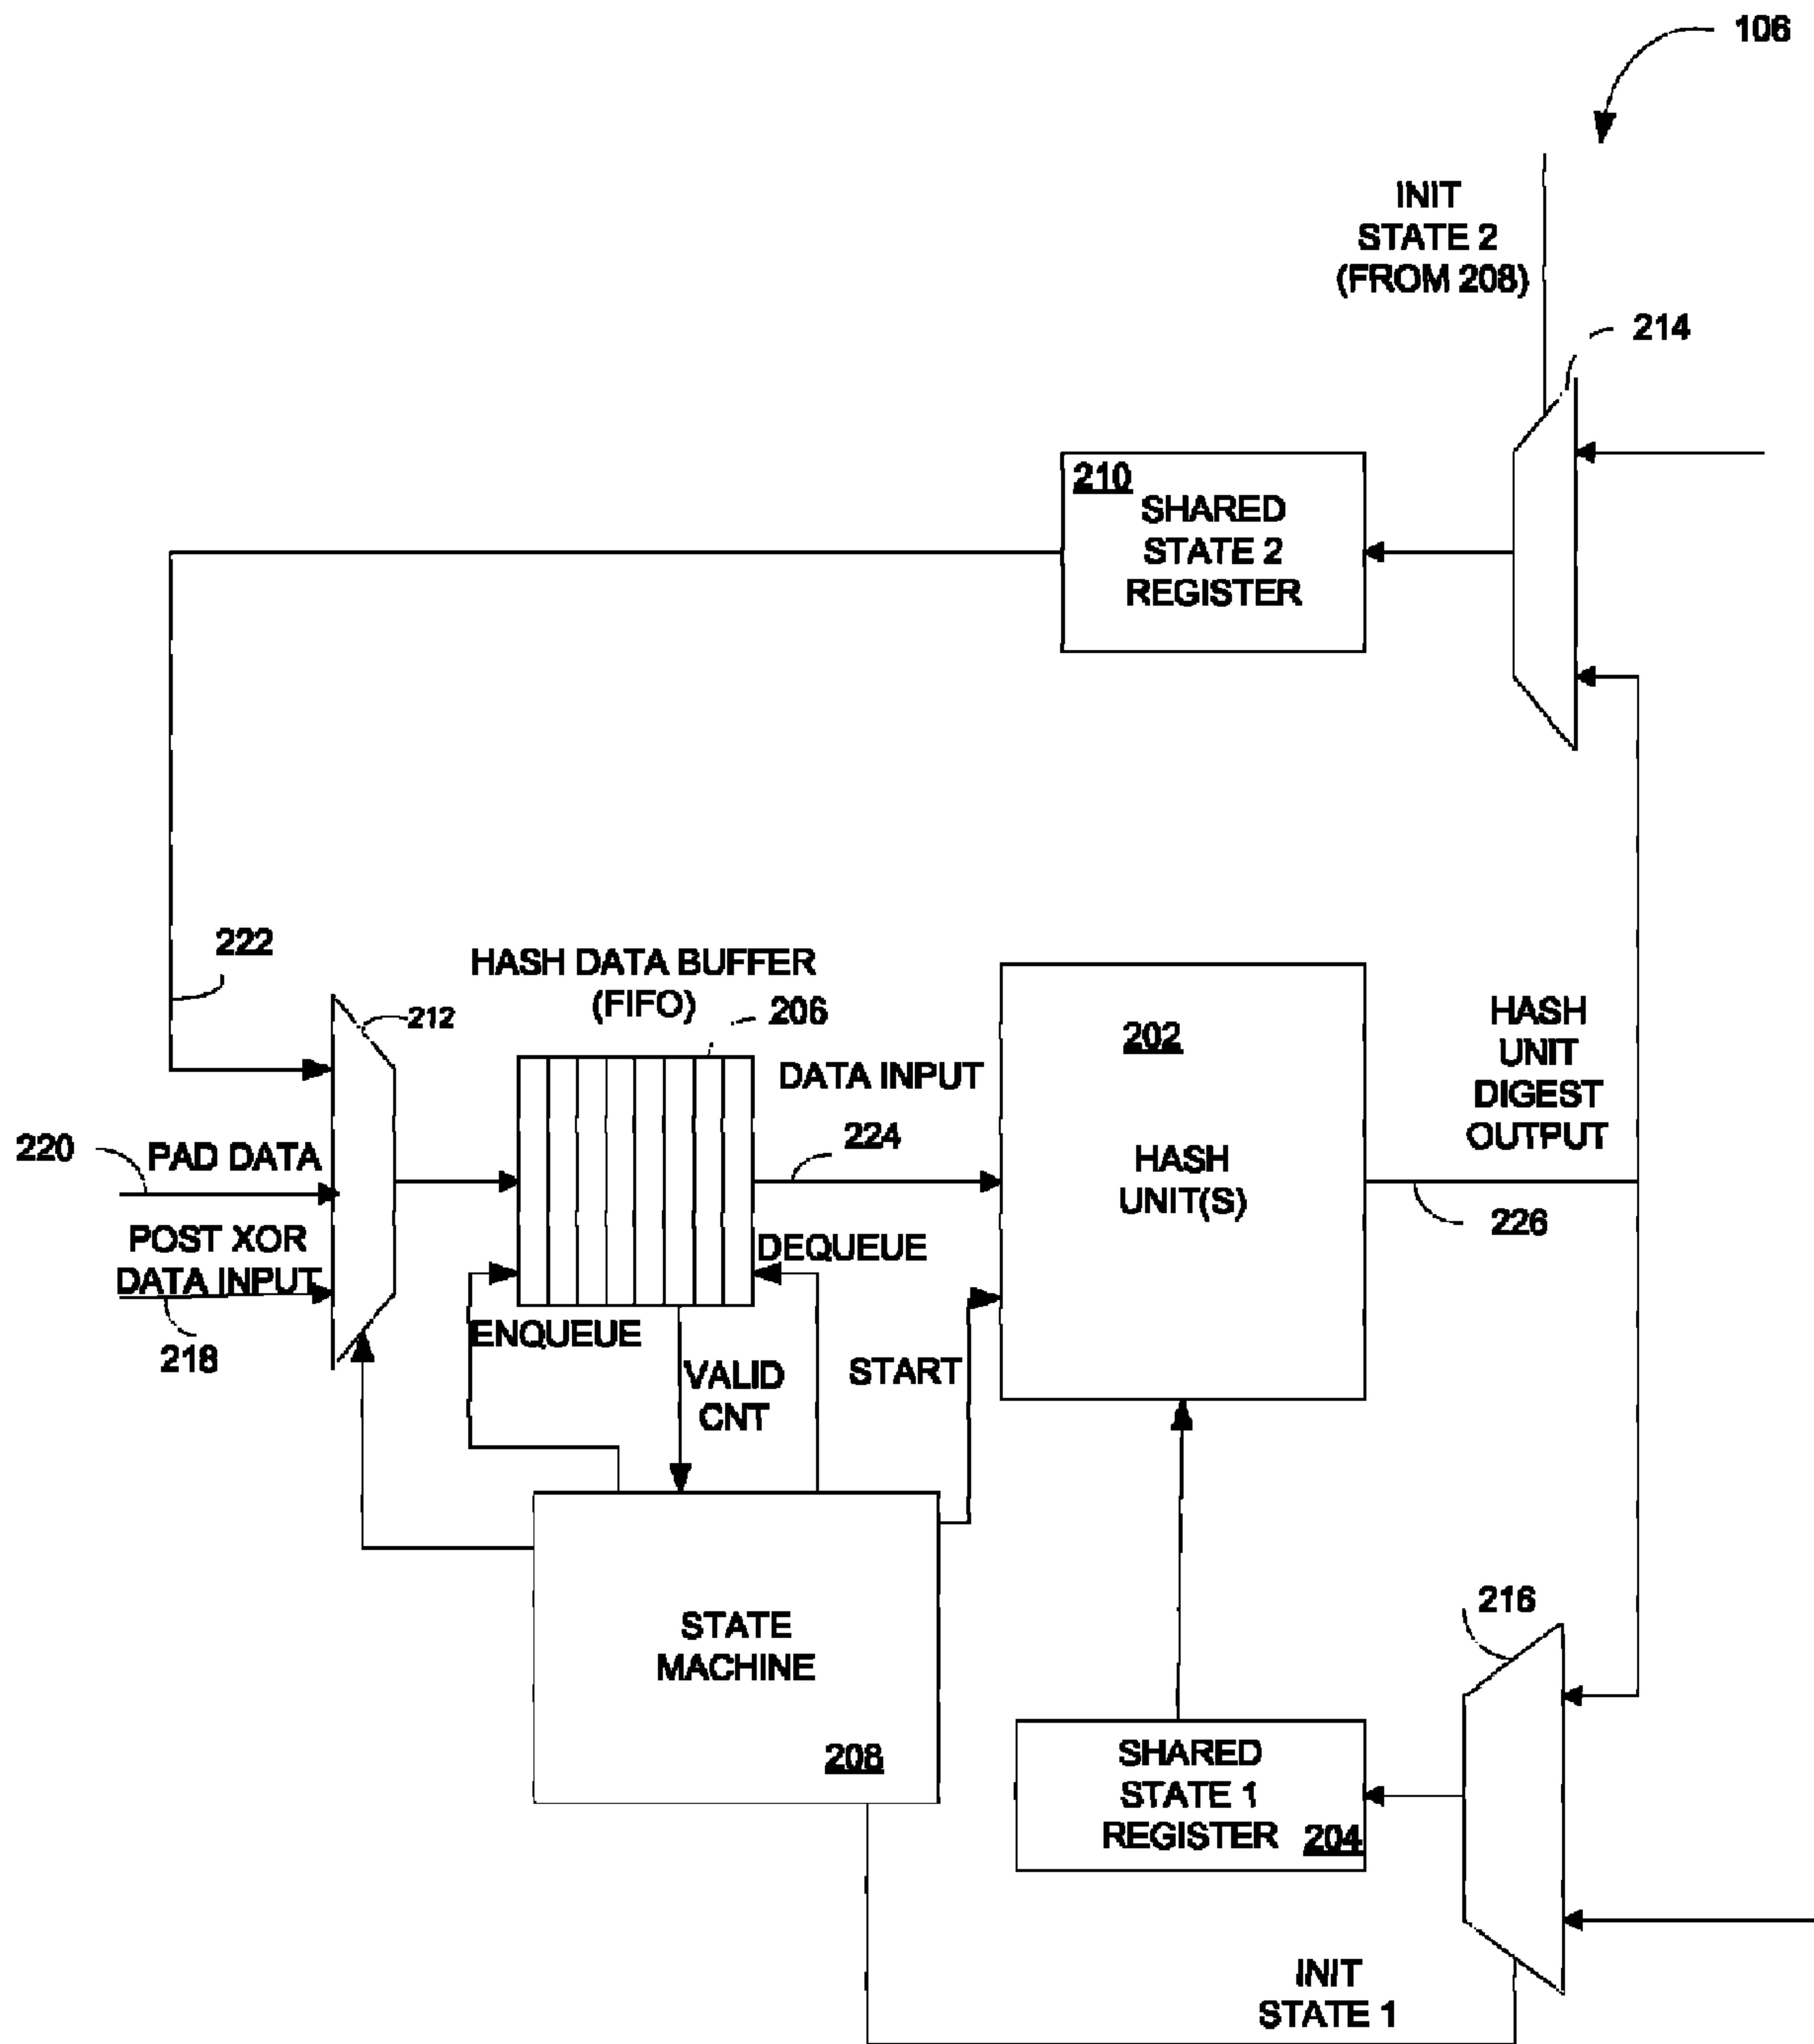 106
INIT
STATE 2
(FROM 208)
214
210
SHARED
STATE 2
REGISTER
222
HASH DATA BUFFER
(FIFO)
206
212
DATA INPUT
202
HASH
UNIT(S)
HASH
UNIT
DIGEST
OUTPUT
220
PAD DATA
224
226
POST XOR
DATA INPUT
218
DEQUEUE
ENQUEUE
VALID
CNT
START
STATE
MACHINE
208
216
SHARED
STATE 1
REGISTER
204
INIT
STATE 1